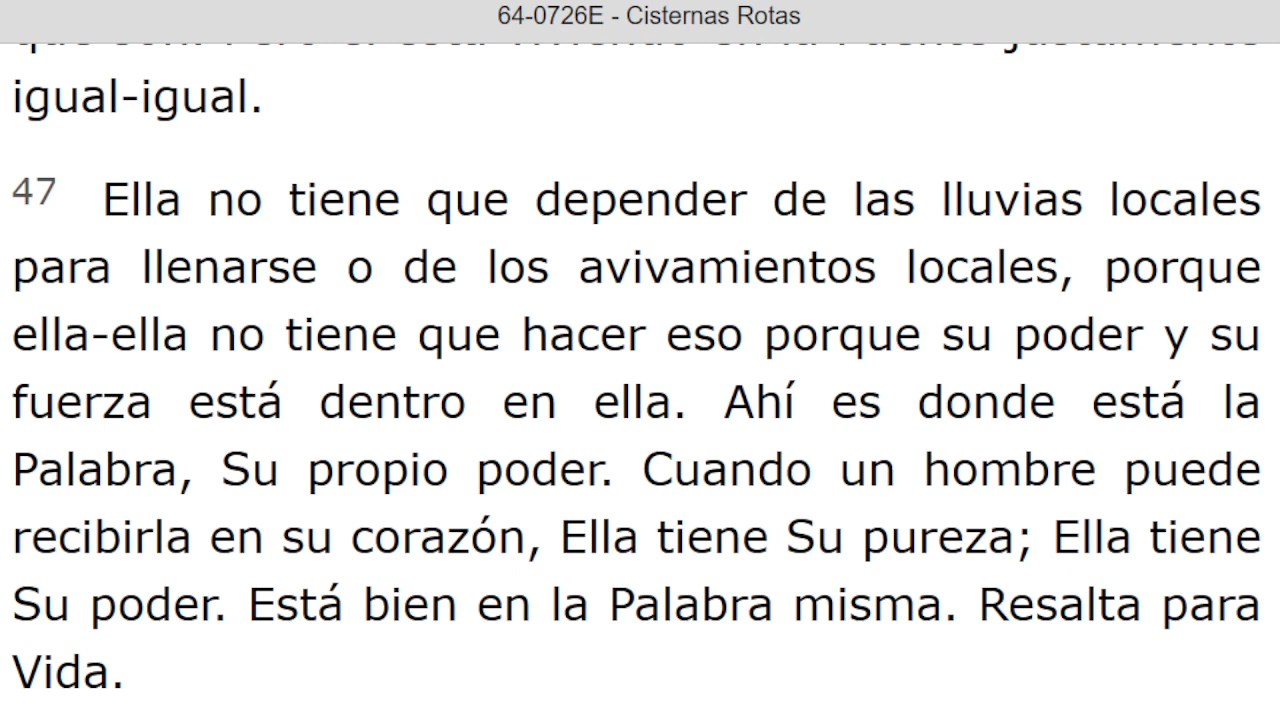 64-0726E - Cisternas Rotas
igual-igual.
47 Ella no tiene que depender de las lluvias locales
para llenarse o de los avivamientos locales, porque
ella-ella no tiene que hacer eso porque su poder y su
fuerza está dentro en ella. Ahí es donde está la
Palabra, Su propio poder. Cuando un hombre puede
recibirla en su corazón, Ella tiene Su pureza; Ella tiene
Su poder. Está bien en la Palabra misma. Resalta para
Vida.